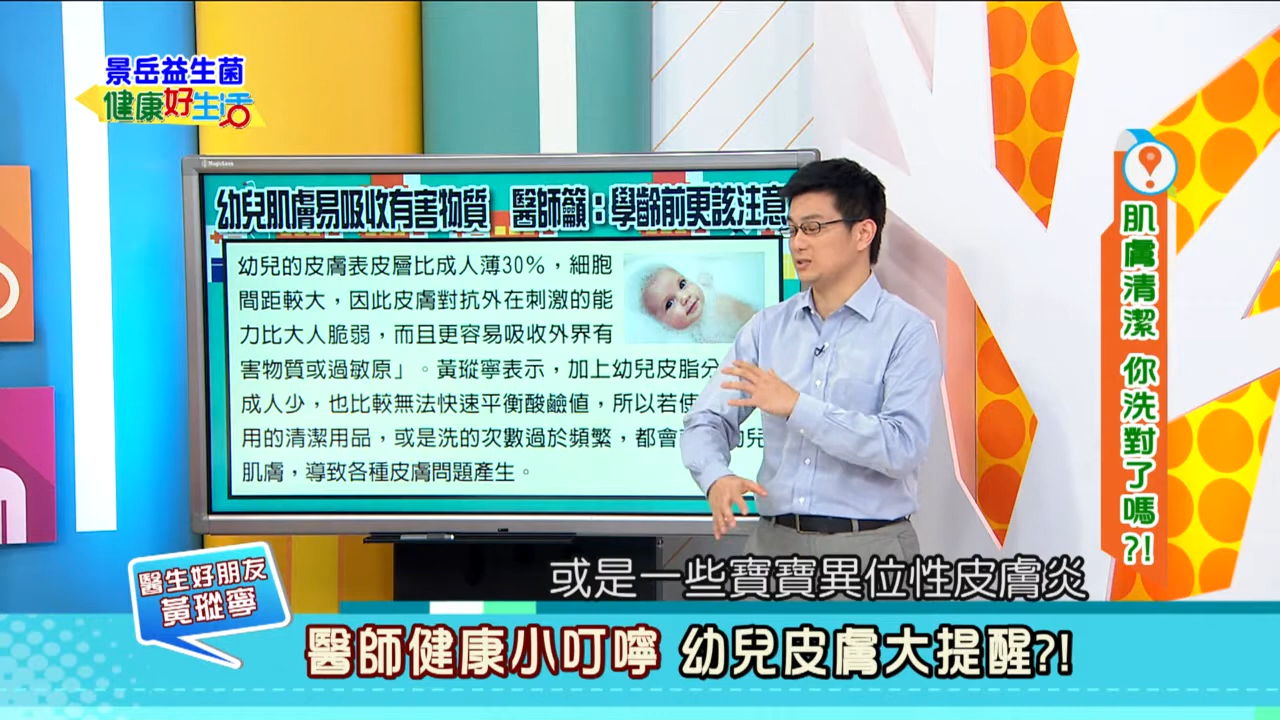 景岳益生菌
健康好生活
MagicLess
幼兒肌膚易吸收有害物質 醫師籲：學齡前更該注意
幼兒的皮膚表皮層比成人薄30%，細胞
間距較大，因此皮膚對抗外在刺激的能
力比大人脆弱，而且更容易吸收外界有
害物質或過敏原」。黃瑽寧表示，加上幼兒皮脂分
成人少，也比較無法快速平衡酸鹼值，所以若使
用的清潔用品，或是洗的次數過於頻繁，都會 幼兒
肌膚，導致各種皮膚問題產生。
肌膚清潔 你洗對了嗎?!
或是一些寶寶異位性皮膚炎
醫生好朋友
黃瑽寧
醫師健康小叮嚀 幼兒皮膚大提醒?!